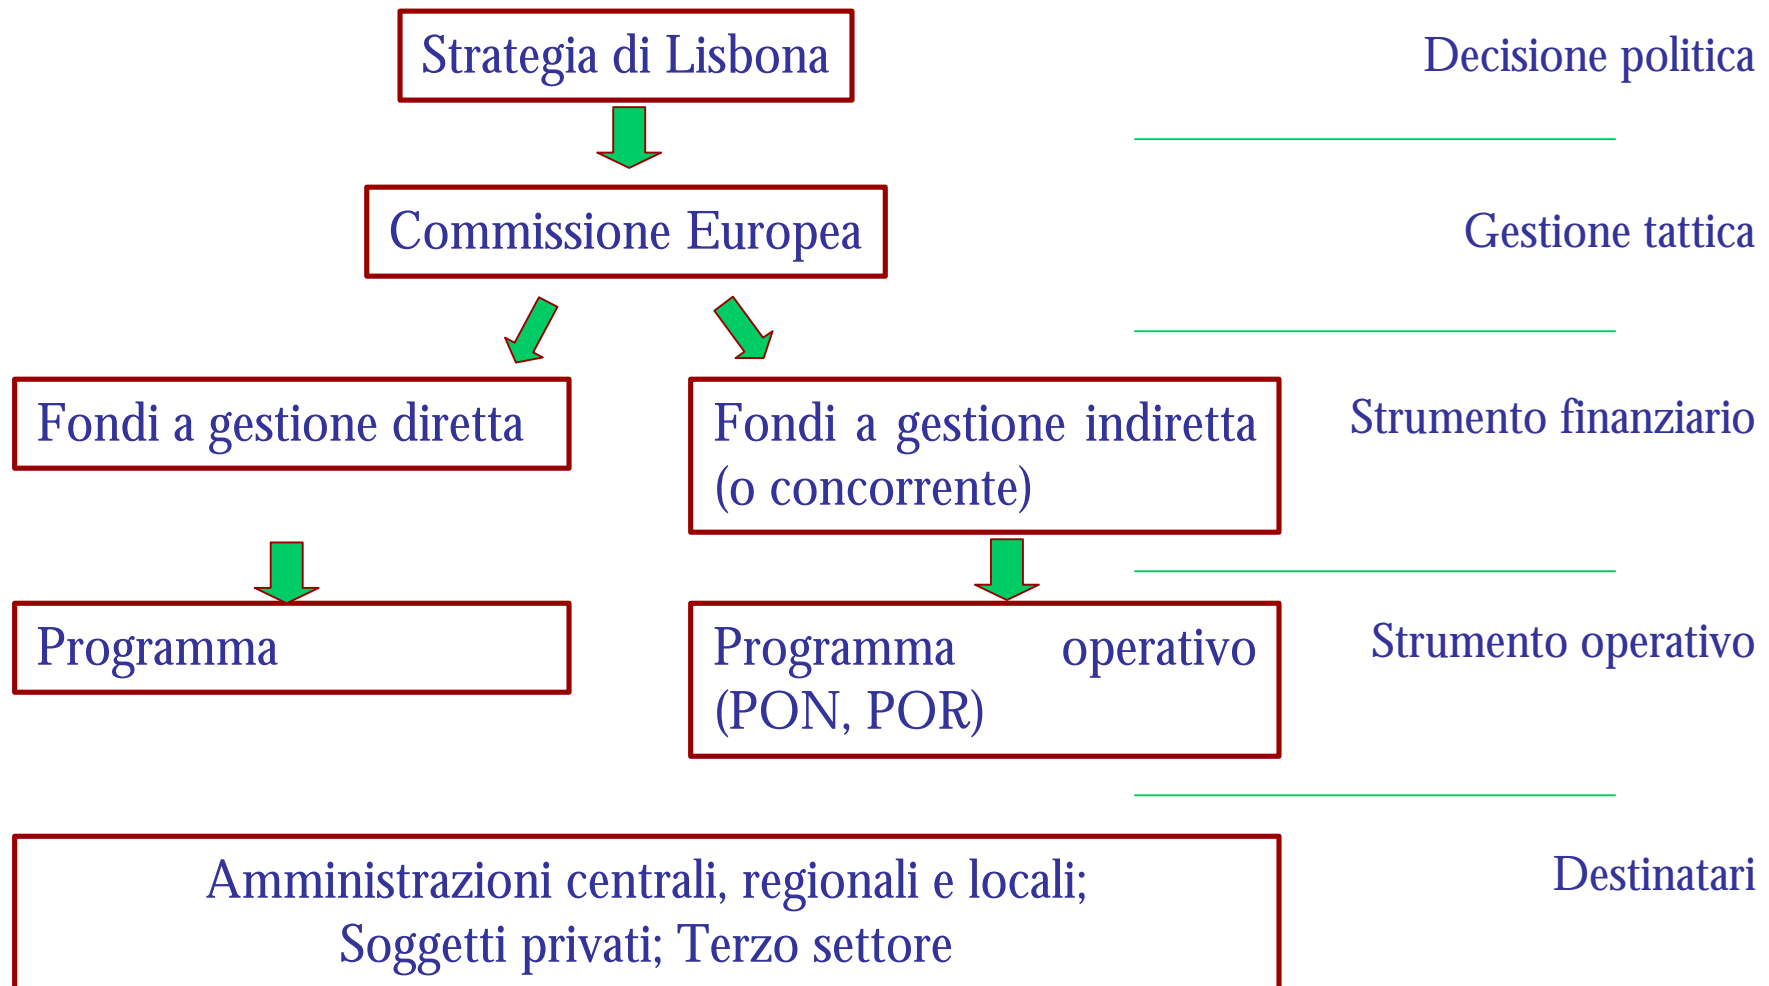 Strategia di Lisbona
Decisione politica
Commissione Europea
Gestione tattica
Fondi a gestione diretta
Fondi a gestione indiretta
(o concorrente)
Strumento finanziario
Programma
Programma operativo
(PON, POR)
Strumento operativo
Amministrazioni centrali, regionali e locali;
Soggetti privati; Terzo settore
Destinatari